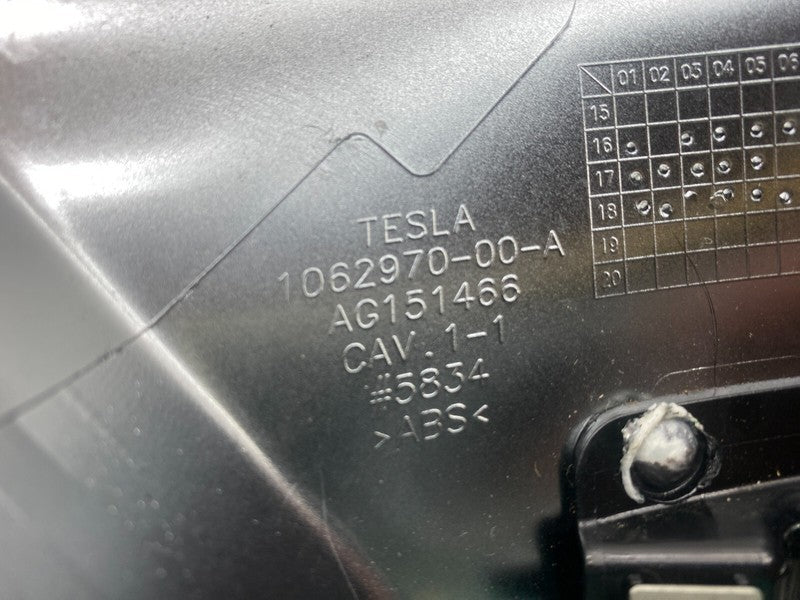 TESLA
1062970-00-A
AG151466
CAV. 1-1
#5834
>ABS<
01 02 03 04 05 06
15
16
17
18
19
20